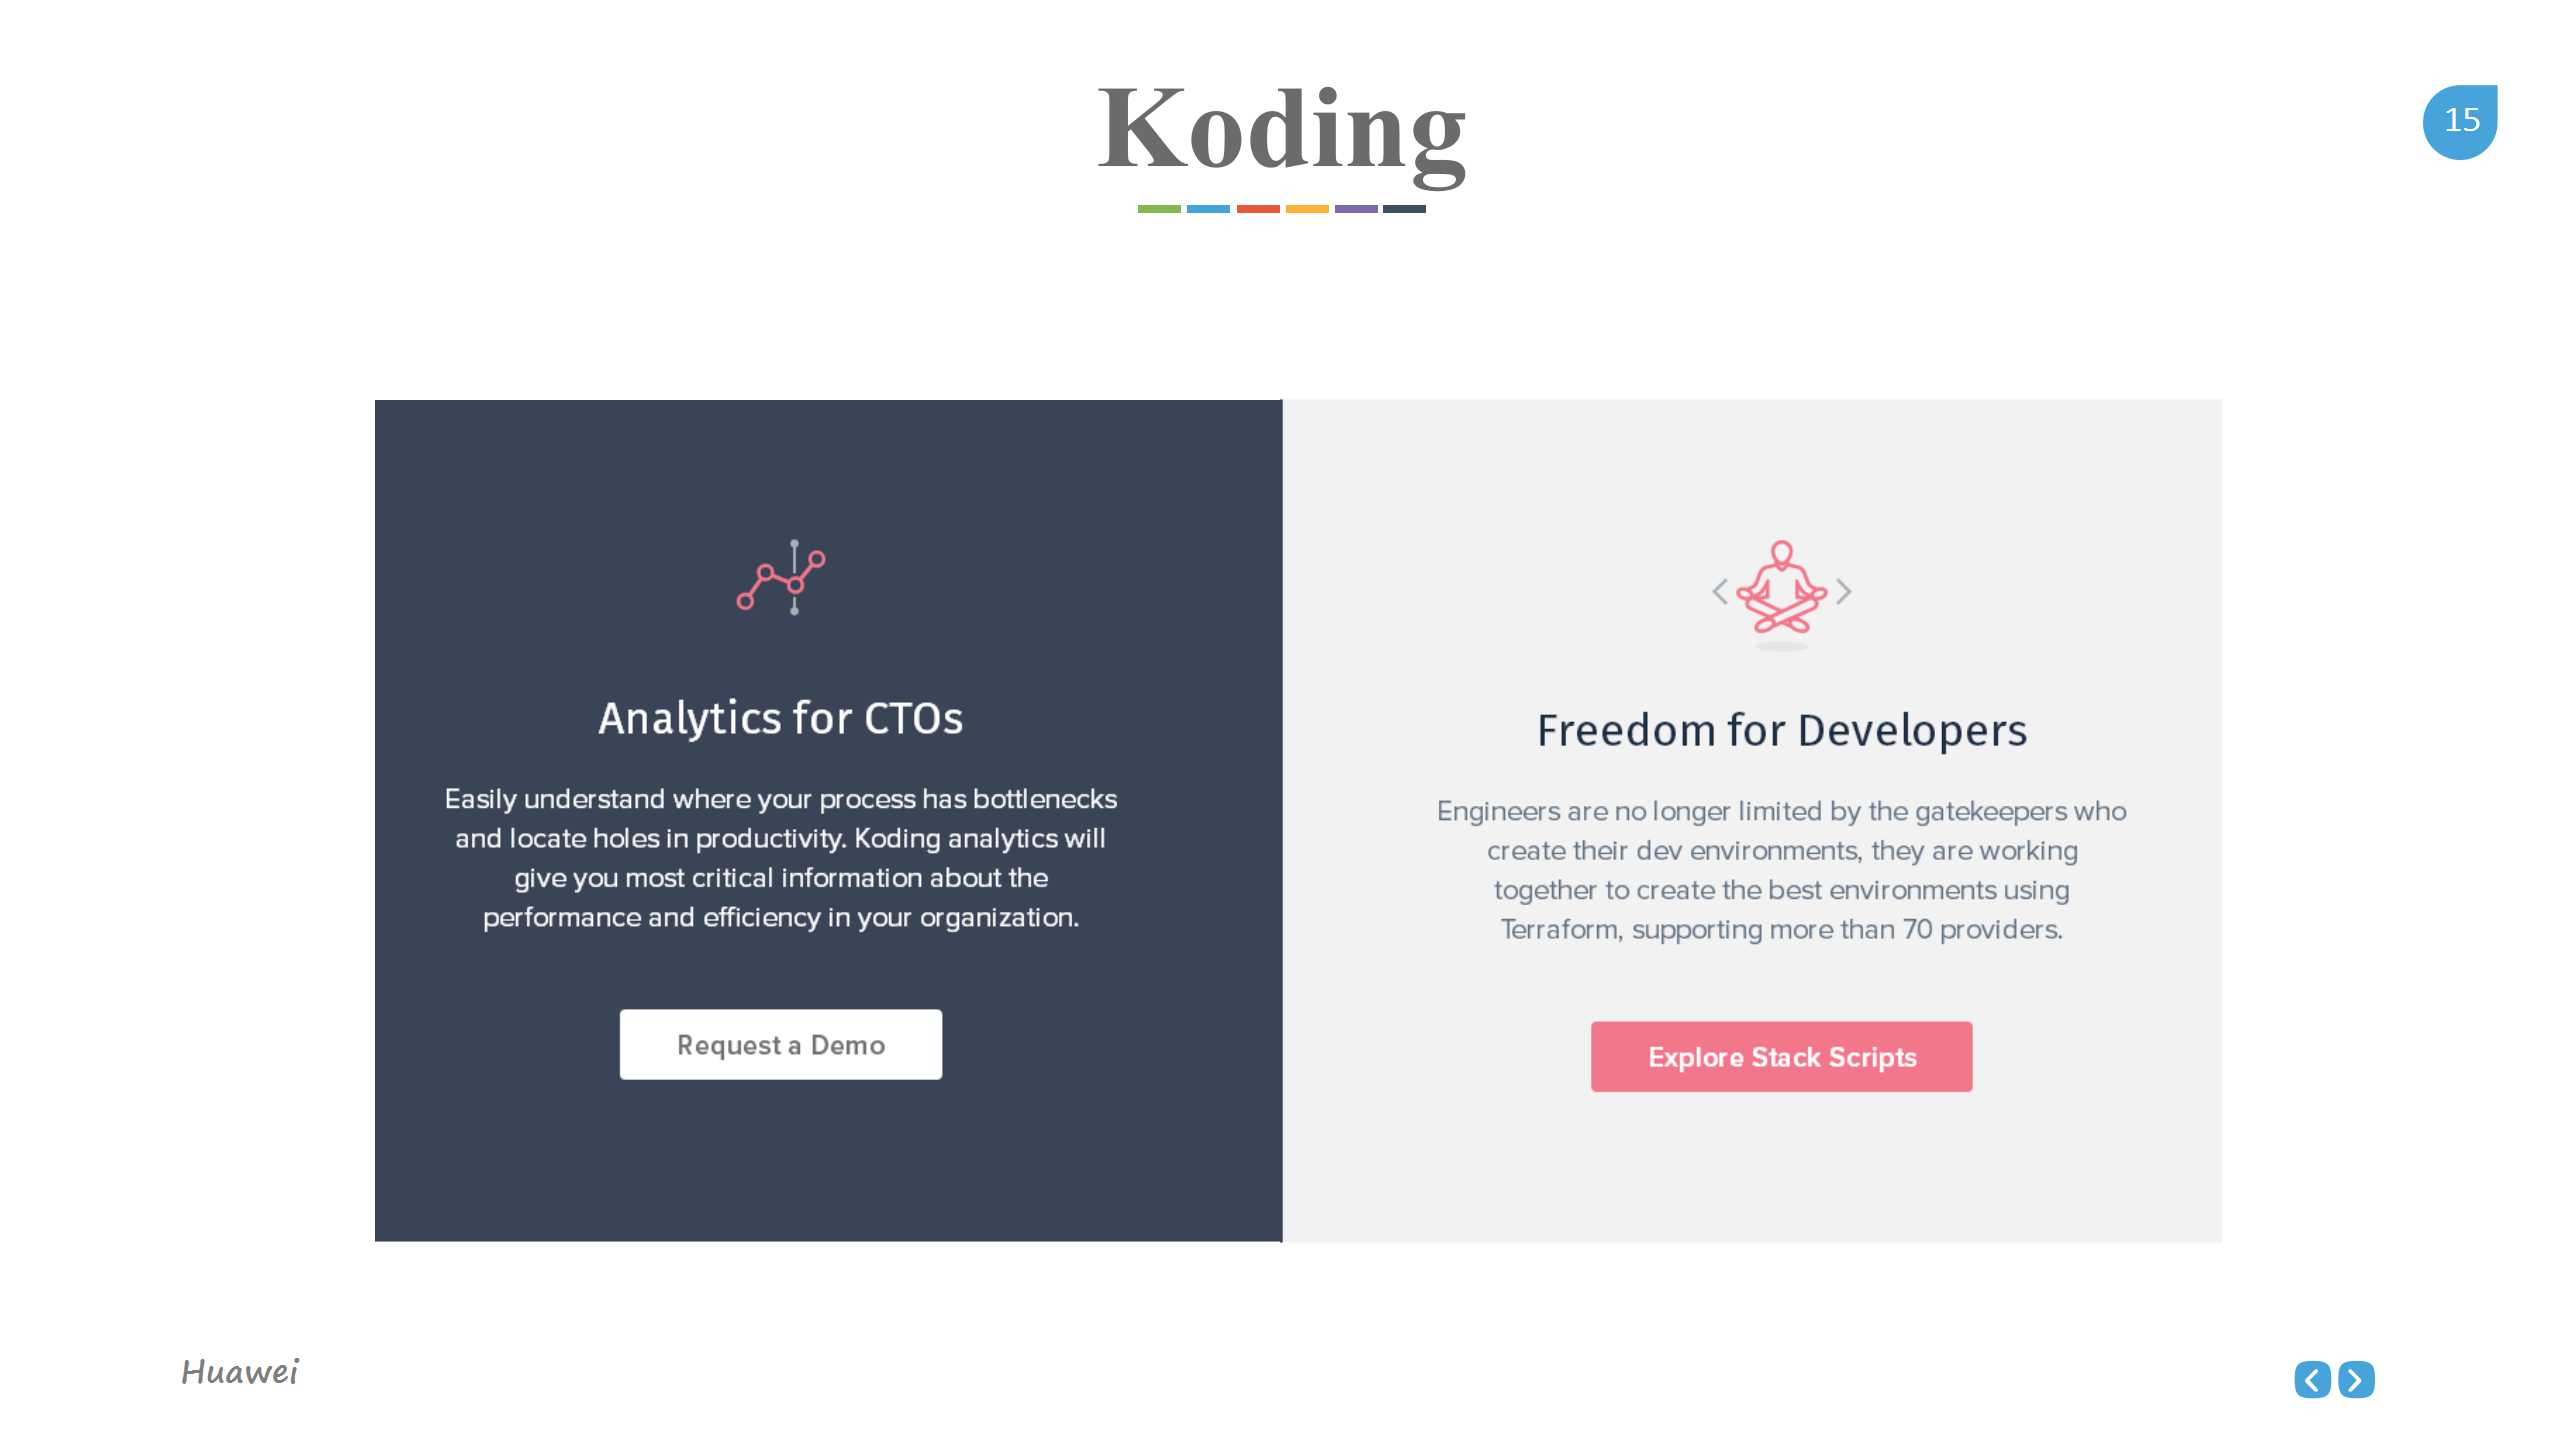 Koding
15
Analytics for CTOs
Easily understand where your process has bottlenecks
and locate holes in productivity. Koding analytics will
give you most critical information about the
performance and efficiency in your organization.
Request a Demo
Freedom for Developers
Engineers are no longer limited by the gatekeepers who
create their dev environments, they are working
together to create the best environments using
Terraform, supporting more than 70 providers.
Explore Stack Scripts
Huawei